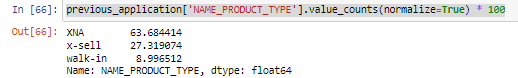 In [66]: previous_application['NAME_PRODUCT_TYPE'].value_counts(normalize=True) * 100
Out[66]: XNA 63.684414
x-sell 27.319074
walk-in 8.996512
Name: NAME_PRODUCT_TYPE, dtype: float64